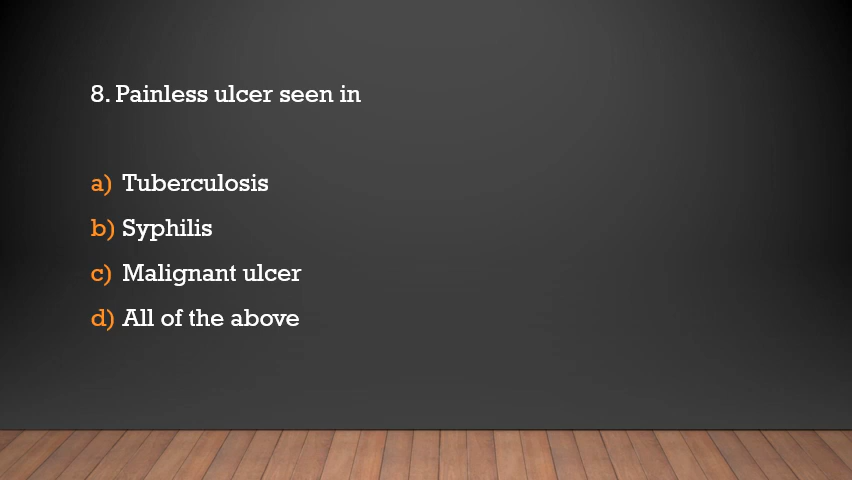 8. Painless ulcer seen in
a) Tuberculosis
b) Syphilis
c) Malignant ulcer
d) All of the above